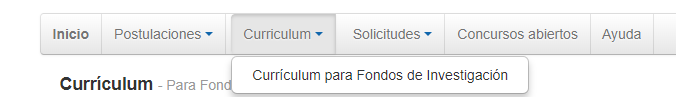 Inicio Postulaciones Curriculum Solicitudes Concursos abiertos Ayuda
Currículum para Fondos de Investigación
Currículum - Para Fond